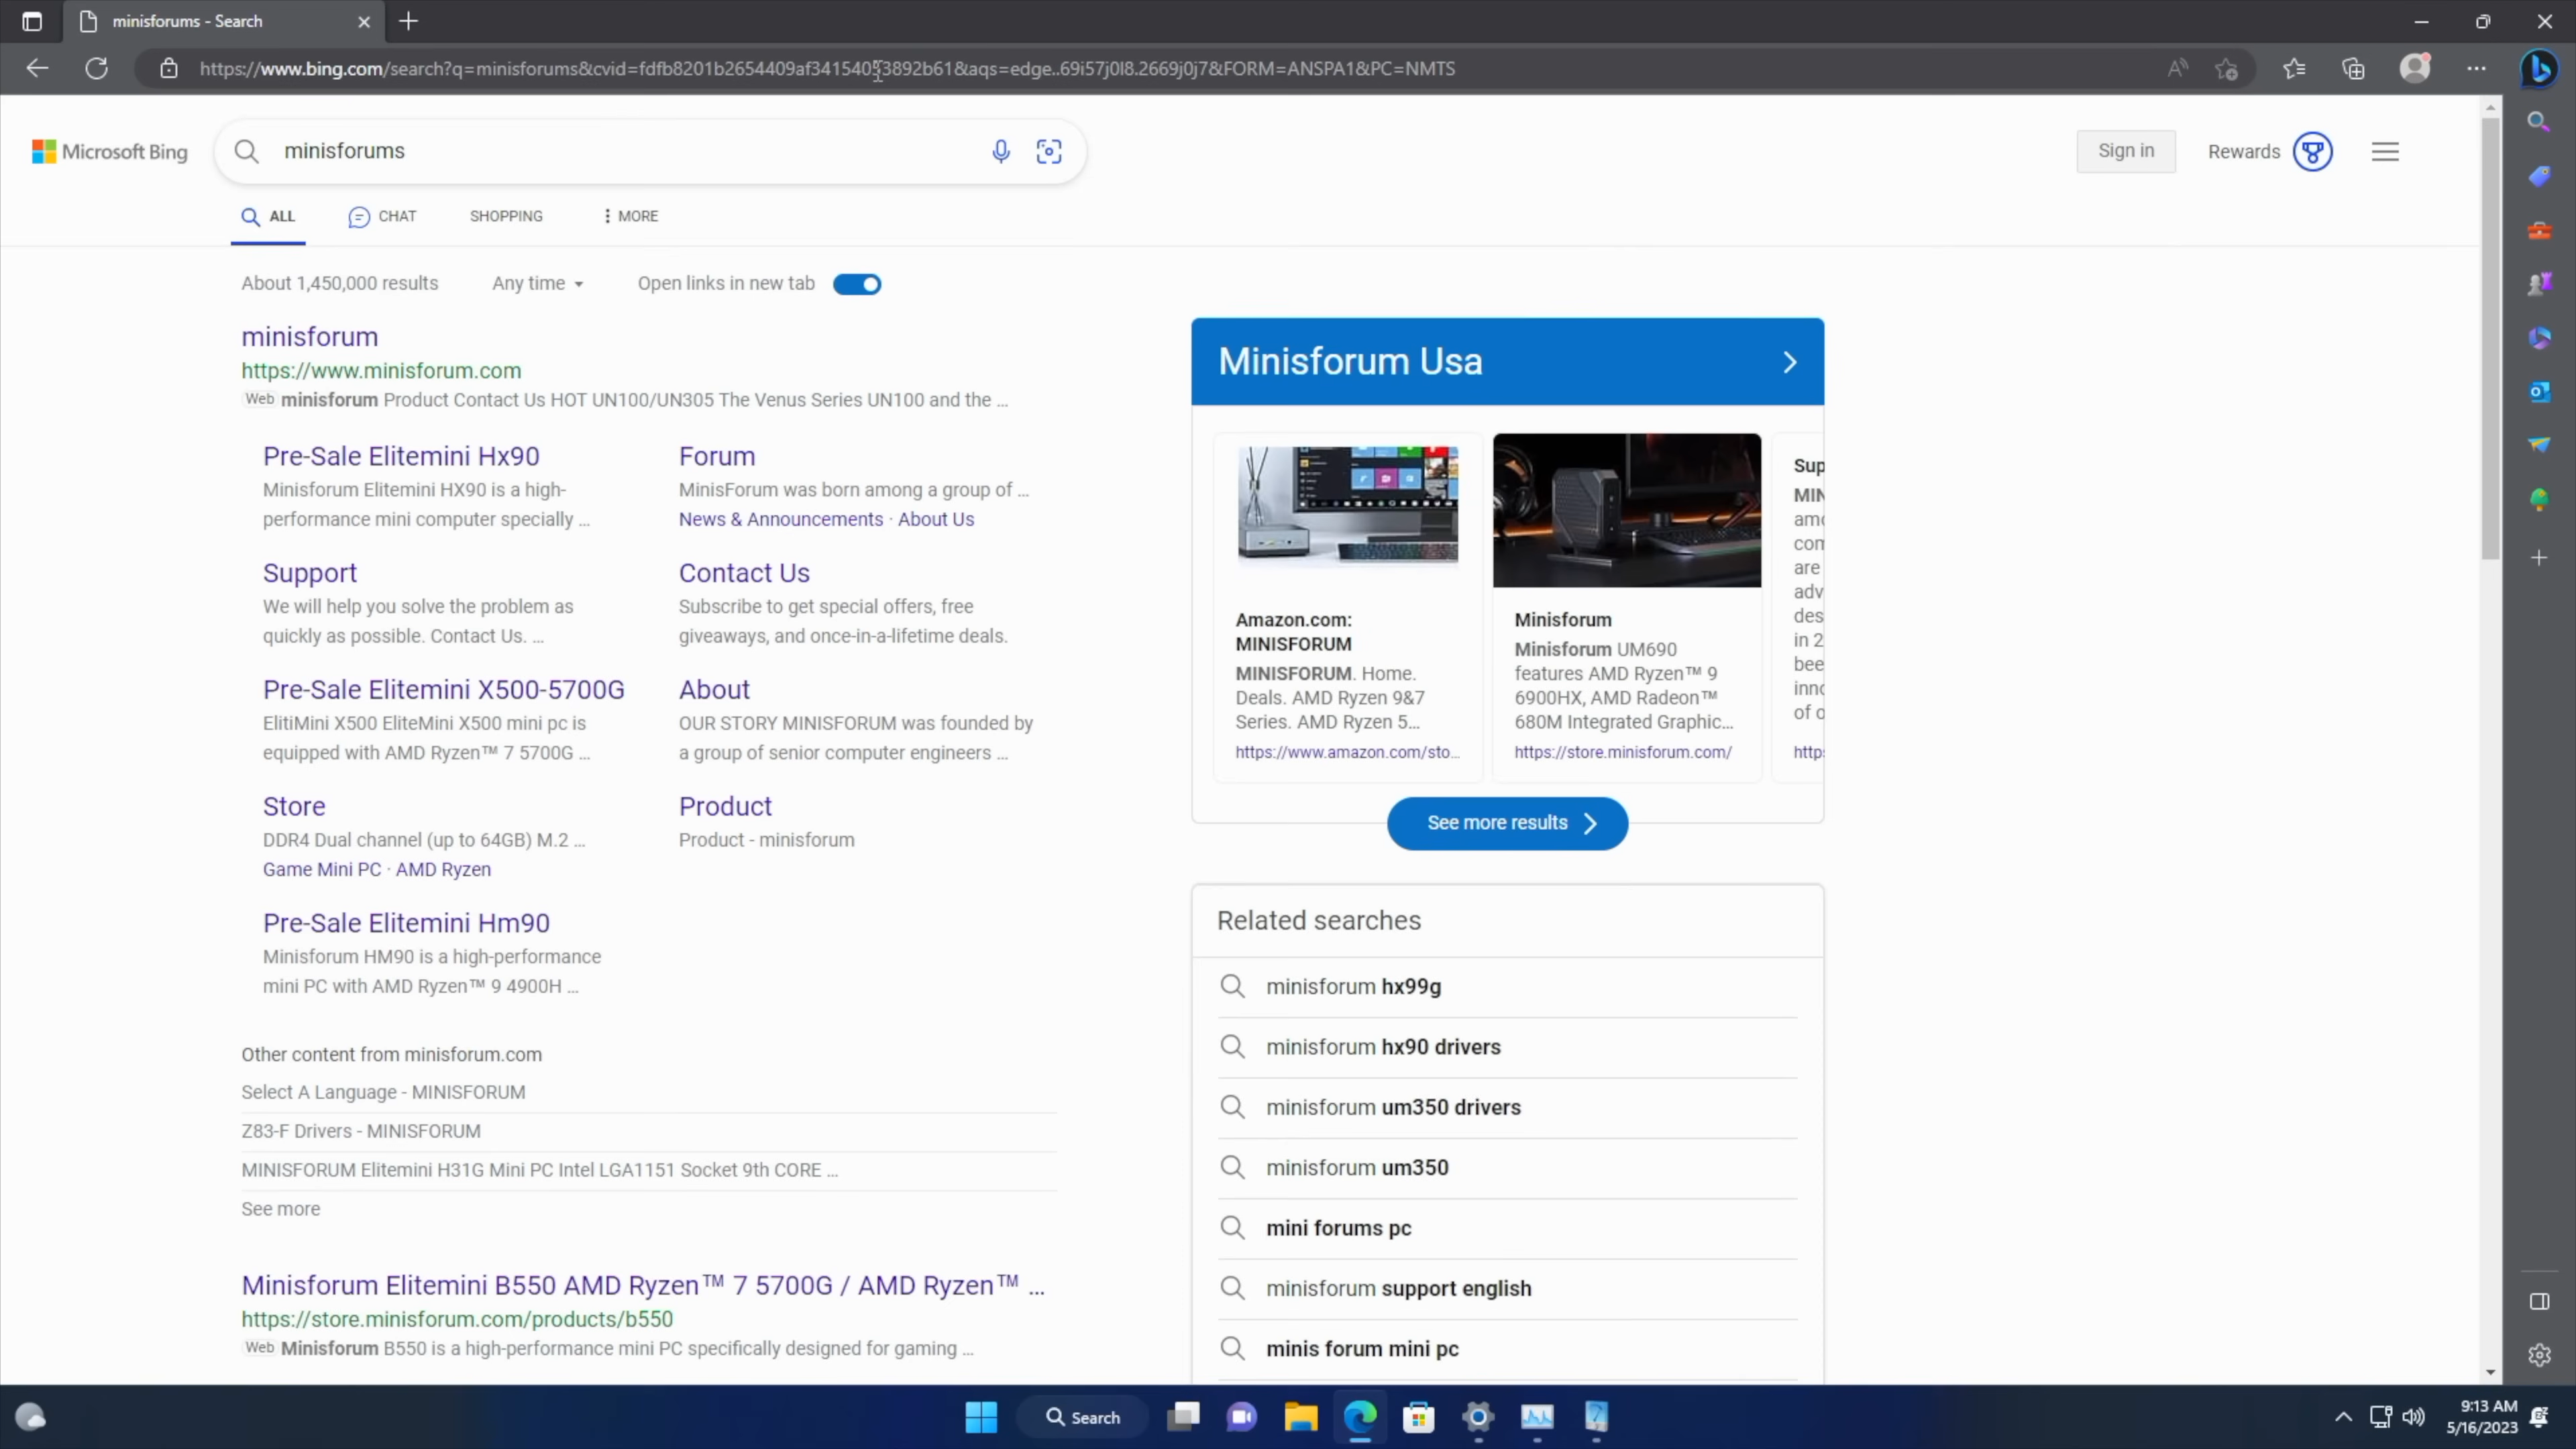 minisforums - Search
https://www.bing.com/search?q=minisforums&cvid=fdfb8201b2654409af3415405f3892b61&aqs=edge..69i57j0l8.2669j0j7&FORM=ANSPA1&PC=NMTS
Microsoft Bing
minisforums
Sign in
Rewards
ALL
CHAT
SHOPPING
MORE
About 1,450,000 results
Any time
Open links in new tab
minisforum
https://www.minisforum.com
Web minisforum Product Contact Us HOT UN100/UN305 The Venus Series UN100 and the ...
Pre-Sale Elitemini Hx90
Minisforum Elitemini HX90 is a high-
performance mini computer specially ...
Forum
MinisForum was born among a group of ...
News & Announcements · About Us
Support
We will help you solve the problem as
quickly as possible. Contact Us. ...
Contact Us
Subscribe to get special offers, free
giveaways, and once-in-a-lifetime deals.
Pre-Sale Elitemini X500-5700G
ElitiMini X500 EliteMini X500 mini pc is
equipped with AMD Ryzen™ 7 5700G ...
About
OUR STORY MINISFORUM was founded by
a group of senior computer engineers ...
Store
DDR4 Dual channel (up to 64GB) M.2 ...
Game Mini PC · AMD Ryzen
Product
Product - minisforum
Pre-Sale Elitemini Hm90
Minisforum HM90 is a high-performance
mini PC with AMD Ryzen™ 9 4900H ...
Other content from minisforum.com
Select A Language - MINISFORUM
Z83-F Drivers - MINISFORUM
MINISFORUM Elitemini H31G Mini PC Intel LGA1151 Socket 9th CORE ...
See more
Minisforum Elitemini B550 AMD Ryzen™ 7 5700G / AMD Ryzen™ ...
https://store.minisforum.com/products/b550
Web Minisforum B550 is a high-performance mini PC specifically designed for gaming ...
Minisforum Usa
Amazon.com:
MINISFORUM
MINISFORUM. Home.
Deals. AMD Ryzen 9&7
Series. AMD Ryzen 5...
https://www.amazon.com/sto...
Minisforum
Minisforum UM690
features AMD Ryzen™ 9
6900HX, AMD Radeon™
680M Integrated Graphic...
https://store.minisforum.com/
Sup
MIN
amo
com
are
adv
des
in 2
bee
inno
of o
https
See more results
Related searches
minisforum hx99g
minisforum hx90 drivers
minisforum um350 drivers
minisforum um350
mini forums pc
minisforum support english
minis forum mini pc
Search
9:13 AM
5/16/2023